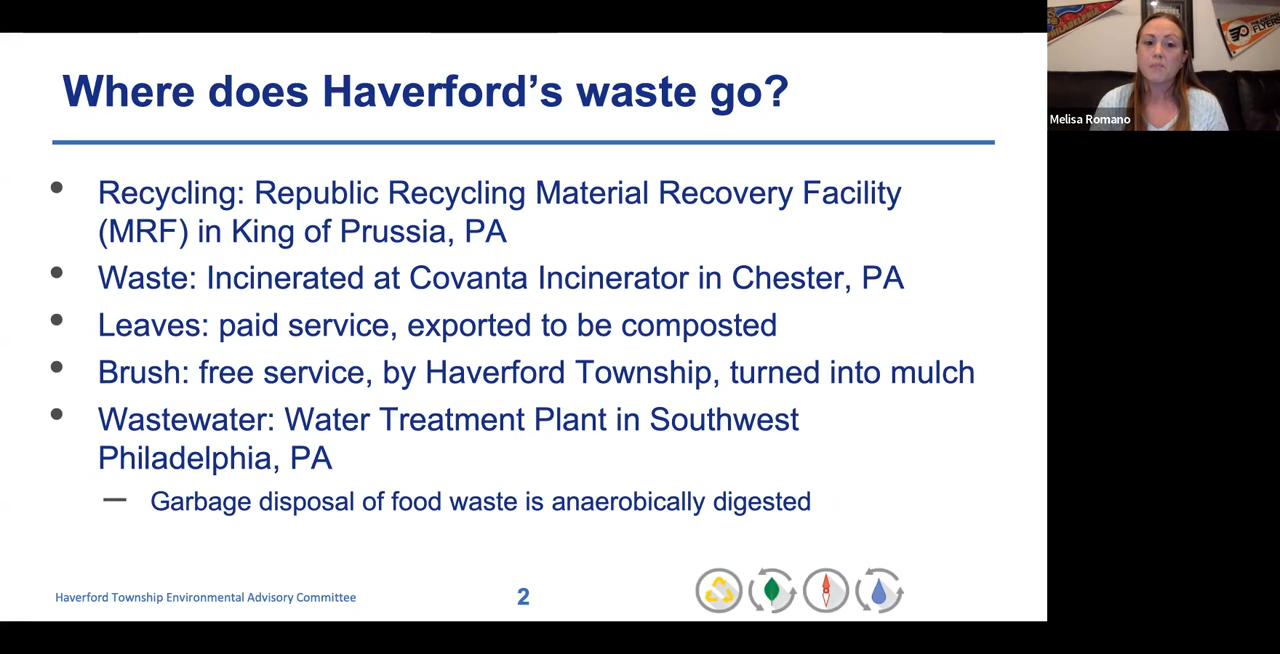 Where does Haverford's waste go?
• Recycling: Republic Recycling Material Recovery Facility
(MRF) in King of Prussia, PA
• Waste: Incinerated at Covanta Incinerator in Chester, PA
• Leaves: paid service, exported to be composted
• Brush: free service, by Haverford Township, turned into mulch
• Wastewater: Water Treatment Plant in Southwest
Philadelphia, PA
— Garbage disposal of food waste is anaerobically digested
Haverford Township Environmental Advisory Committee
2
PHILADELPHIA
FLYERS
Melisa Romano